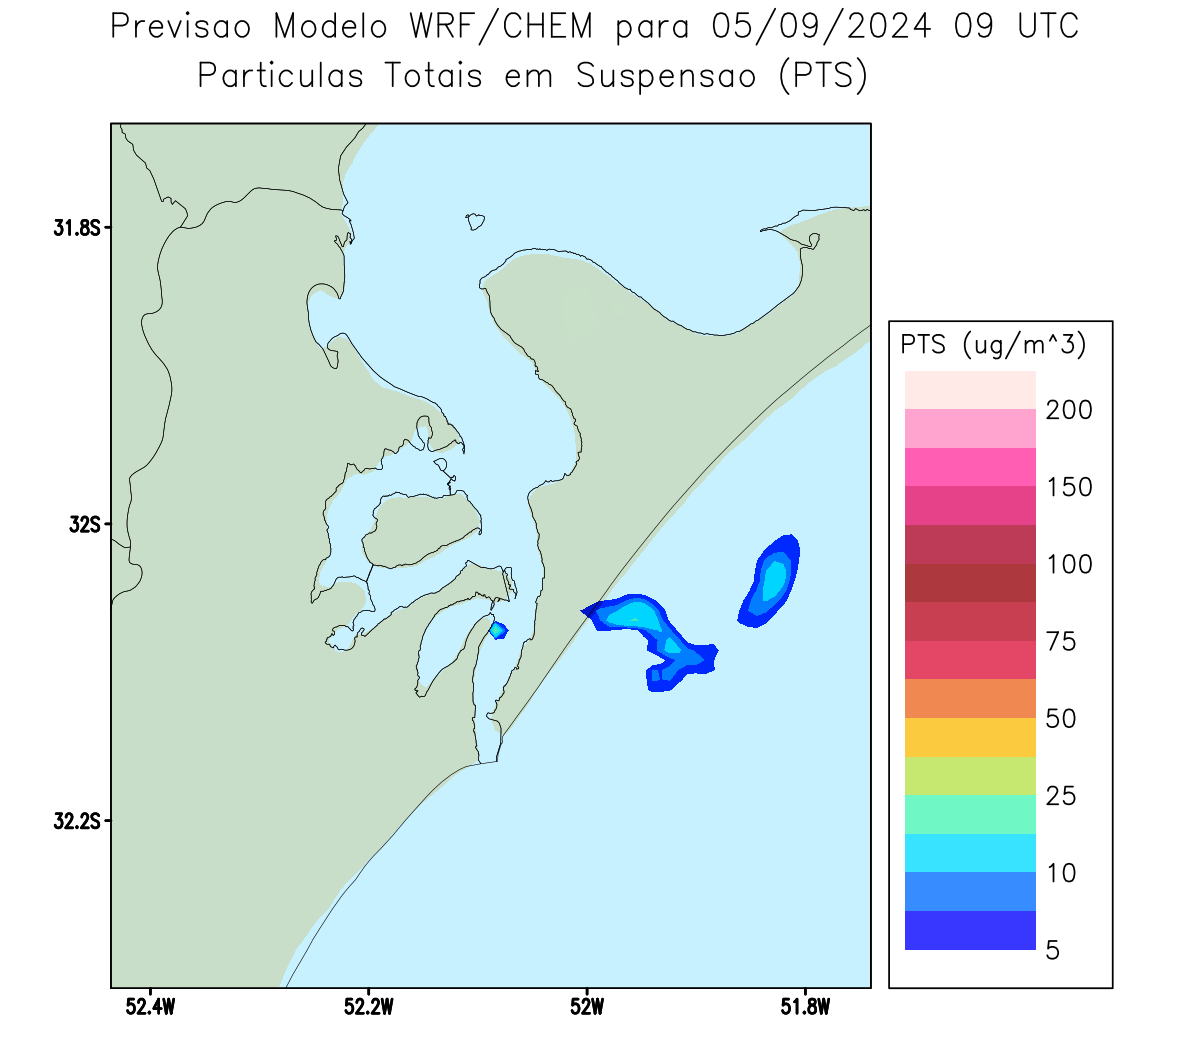 Previsao Modelo WRF/CHEM para 05/09/2024 09 UTC
Particulas Totais em Suspensao (PTS)
31.8S
32S
32.2S
52.4W
52.2W
52W
51.8W
PTS (ug/m^3)
200
150
100
75
50
25
10
5